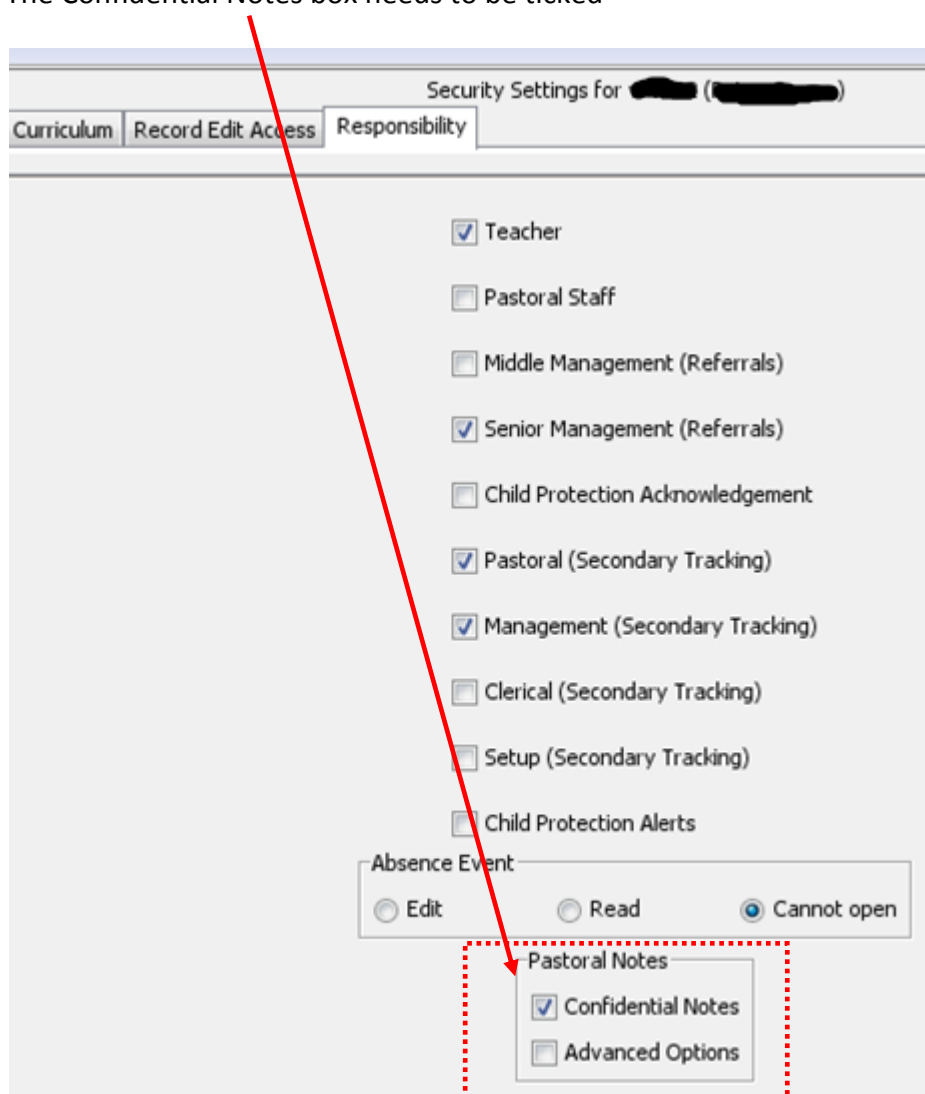 The Confidential Notes box needs to be ticked
Security Settings for ( )
Curriculum Record Edit Access Responsibility
Teacher
Pastoral Staff
Middle Management (Referrals)
Senior Management (Referrals)
Child Protection Acknowledgement
Pastoral (Secondary Tracking)
Management (Secondary Tracking)
Clerical (Secondary Tracking)
Setup (Secondary Tracking)
Child Protection Alerts
Absence Event
Edit Read Cannot open
Pastoral Notes
Confidential Notes
Advanced Options